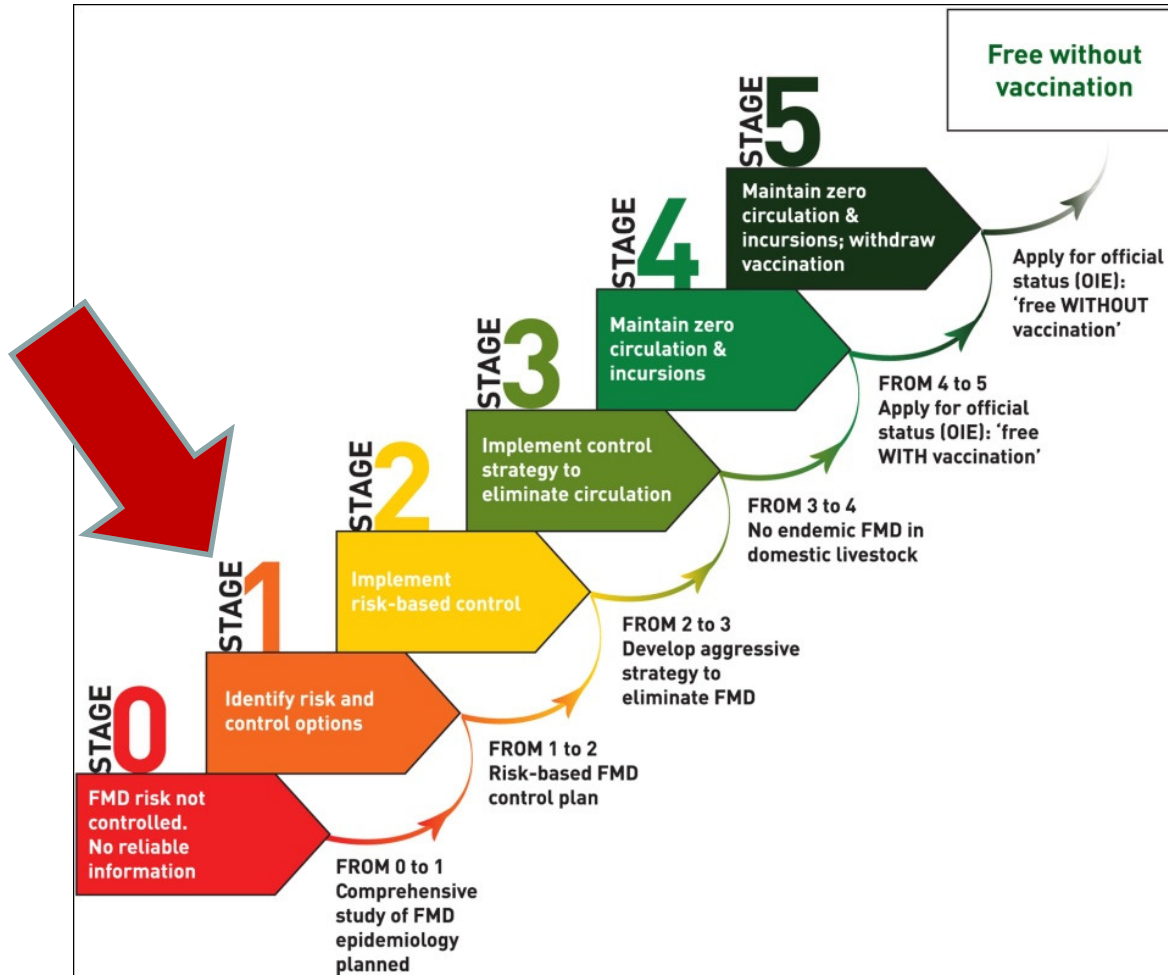 Free without
vaccination
STAGE 5
Maintain zero
circulation &
incursions; withdraw
vaccination
Apply for official
status (OIE):
‘free WITHOUT
vaccination’
STAGE 4
Maintain zero
circulation &
incursions
FROM 4 to 5
Apply for official
status (OIE): ‘free
WITH vaccination’
STAGE 3
Implement control
strategy to
eliminate circulation
FROM 3 to 4
No endemic FMD in
domestic livestock
STAGE 2
Implement
risk-based control
FROM 2 to 3
Develop aggressive
strategy to
eliminate FMD
STAGE 1
Identify risk and
control options
FROM 1 to 2
Risk-based FMD
control plan
STAGE 0
FMD risk not
controlled.
No reliable
information
FROM 0 to 1
Comprehensive
study of FMD
epidemiology
planned